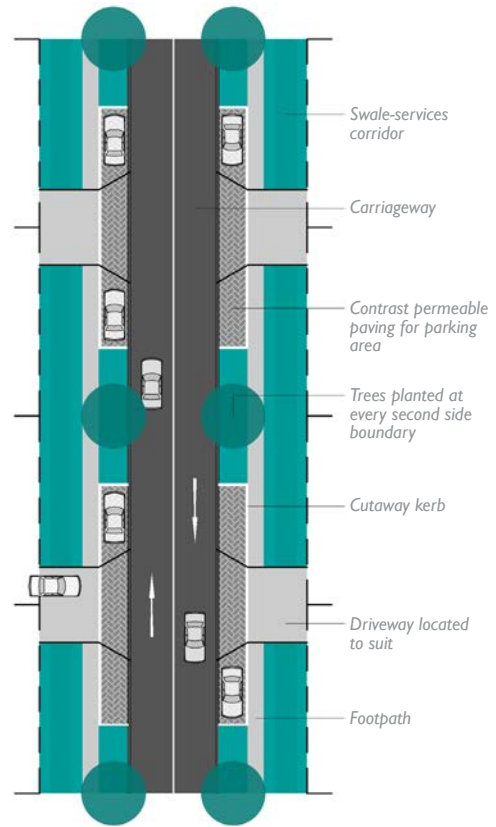 Swale-services
corridor
Carriageway
Contrast permeable
paving for parking
area
Trees planted at
every second side
boundary
Cutaway kerb
Driveway located
to suit
Footpath